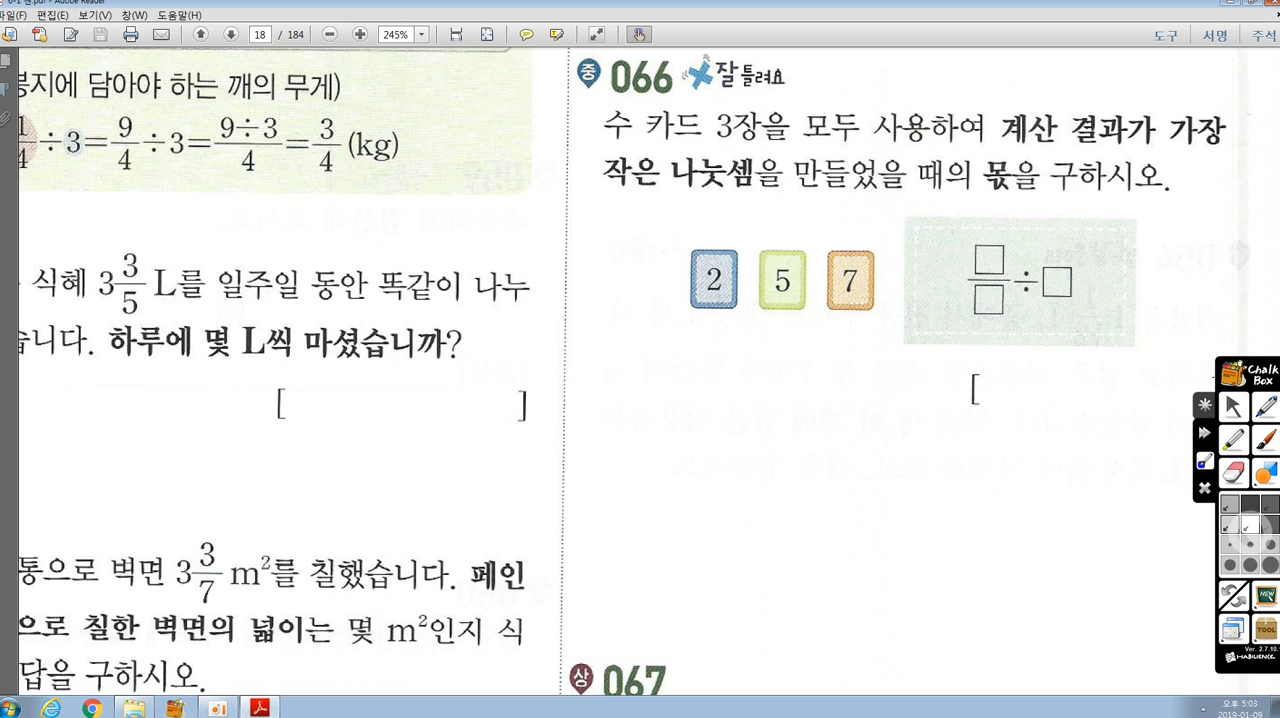 파일(F) 편집(E) 보기(V) 창(W) 도움말(H)
18 / 184 245% 도구 서명 주석
봉지에 담아야 하는 깨의 무게)
1/4÷3=9/4÷3=9÷3/4=3/4(kg)
식혜 3 3/5 L를 일주일 동안 똑같이 나누
습니다. 하루에 몇 L씩 마셨습니까?
[ ]
통으로 벽면 3 3/7 m²를 칠했습니다. 페인
으로 칠한 벽면의 넓이는 몇 m²인지 식
답을 구하시오.
중 066 잘 틀려요
수 카드 3장을 모두 사용하여 계산 결과가 가장
작은 나눗셈을 만들었을 때의 몫을 구하시오.
2 5 7 □/□÷□
[
상 067
Chalk
Box
NEW
TOOL
Ver. 2.7.10.
HABILIENCE
오후 5:03
2019-01-09